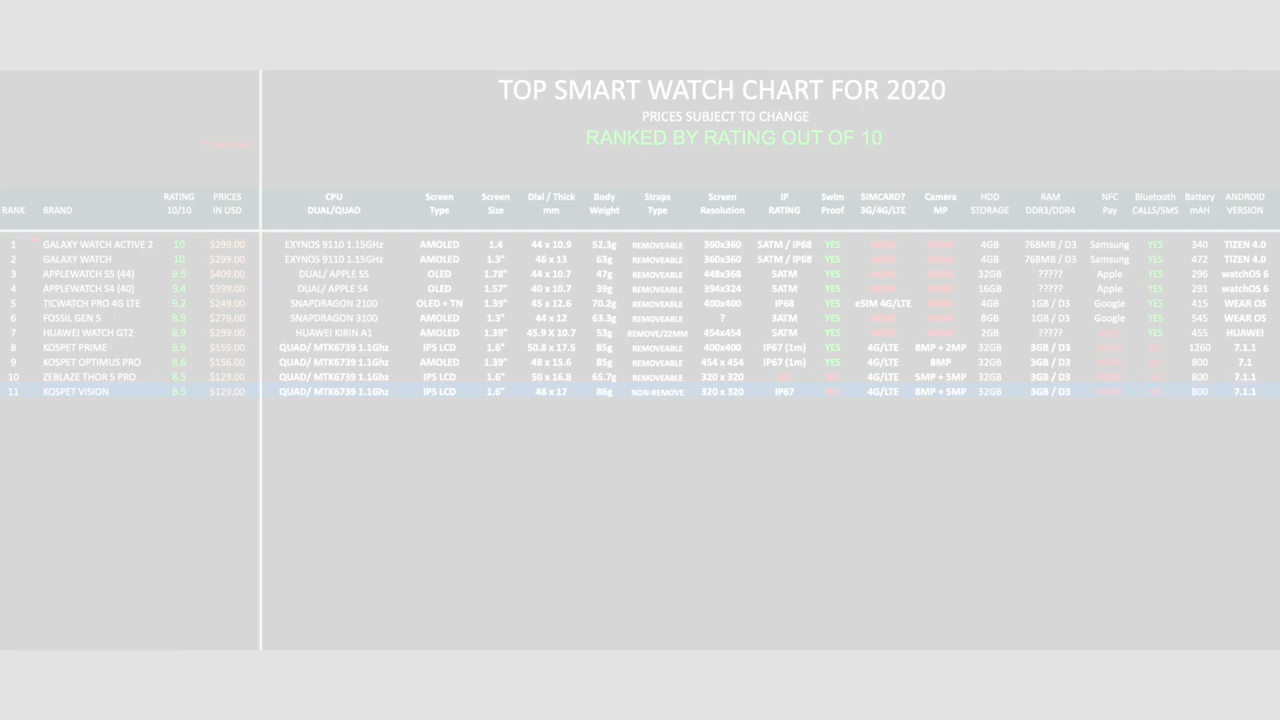 TOP SMART WATCH CHART FOR 2020
PRICES SUBJECT TO CHANGE
RANKED BY RATING OUT OF 10
RANK BRAND RATING 10/10 PRICES IN USD CPU DUAL/QUAD Screen Type Screen Size Dial / Thick mm Body Weight Straps Type Screen Resolution IP RATING Swim Proof SIMCARD? 3G/4G/LTE Camera MP HDD STORAGE RAM DDR3/DDR4 NFC Pay Bluetooth CALLS/SMS Battery mAH ANDROID VERSION
1 GALAXY WATCH ACTIVE 2 10 $299.00 EXYNOS 9110 1.15GHz AMOLED 1.4 44 x 10.9 52.3g REMOVEABLE 360x360 5ATM / IP68 YES 4GB 768MB / D3 Samsung YES 340 TIZEN 4.0
2 GALAXY WATCH 10 $299.00 EXYNOS 9110 1.15GHz AMOLED 1.3" 46 x 13 63g REMOVEABLE 360x360 5ATM / IP68 YES 4GB 768MB / D3 Samsung YES 472 TIZEN 4.0
3 APPLEWATCH S5 (44) 9.5 $409.00 DUAL/ APPLE S5 OLED 1.78" 44 x 10.7 47g REMOVEABLE 448x368 5ATM YES 32GB ????? Apple YES 296 watchOS 6
4 APPLEWATCH S4 (40) 9.4 $399.00 DUAL/ APPLE S4 OLED 1.57" 40 x 10.7 39g REMOVEABLE 394x324 5ATM YES 16GB ????? Apple YES 291 watchOS 6
5 TICWATCH PRO 4G LTE 9.2 $249.00 SNAPDRAGON 2100 OLED + TN 1.39" 45 x 12.6 70.2g REMOVEABLE 400x400 IP68 YES eSIM 4G/LTE 4GB 1GB / D3 Google YES 415 WEAR OS
6 FOSSIL GEN 5 8.9 $279.00 SNAPDRAGON 3100 OLED 1.3" 44 x 12 63.3g REMOVEABLE ? 3ATM YES 8GB 1GB / D3 Google YES 545 WEAR OS
7 HUAWEI WATCH GT2 8.9 $299.00 HUAWEI KIRIN A1 AMOLED 1.39" 45.9 X 10.7 53g REMOVE/22MM 454x454 5ATM YES 2GB ????? YES 455 HUAWEI
8 KOSPET PRIME 8.6 $159.00 QUAD/ MTK6739 1.1Ghz IPS LCD 1.6" 50.8 x 17.5 85g REMOVEABLE 400x400 IP67 (1m) YES 4G/LTE 8MP + 2MP 32GB 3GB / D3 1260 7.1.1
9 KOSPET OPTIMUS PRO 8.6 $156.00 QUAD/ MTK6739 1.1Ghz AMOLED 1.39" 48 x 15.6 85g REMOVEABLE 454 x 454 IP67 (1m) YES 4G/LTE 8MP 32GB 3GB / D3 800 7.1
10 ZEBLAZE THOR 5 PRO 8.5 $129.00 QUAD/ MTK6739 1.1Ghz IPS LCD 1.6" 50 x 16.8 65.7g REMOVEABLE 320 x 320 4G/LTE 5MP + 5MP 32GB 3GB / D3 800 7.1.1
11 KOSPET VISION 8.5 $129.00 QUAD/ MTK6739 1.1Ghz IPS LCD 1.6" 48 x 17 86g NON-REMOVE 320 x 320 IP67 4G/LTE 8MP + 5MP 32GB 3GB / D3 800 7.1.1